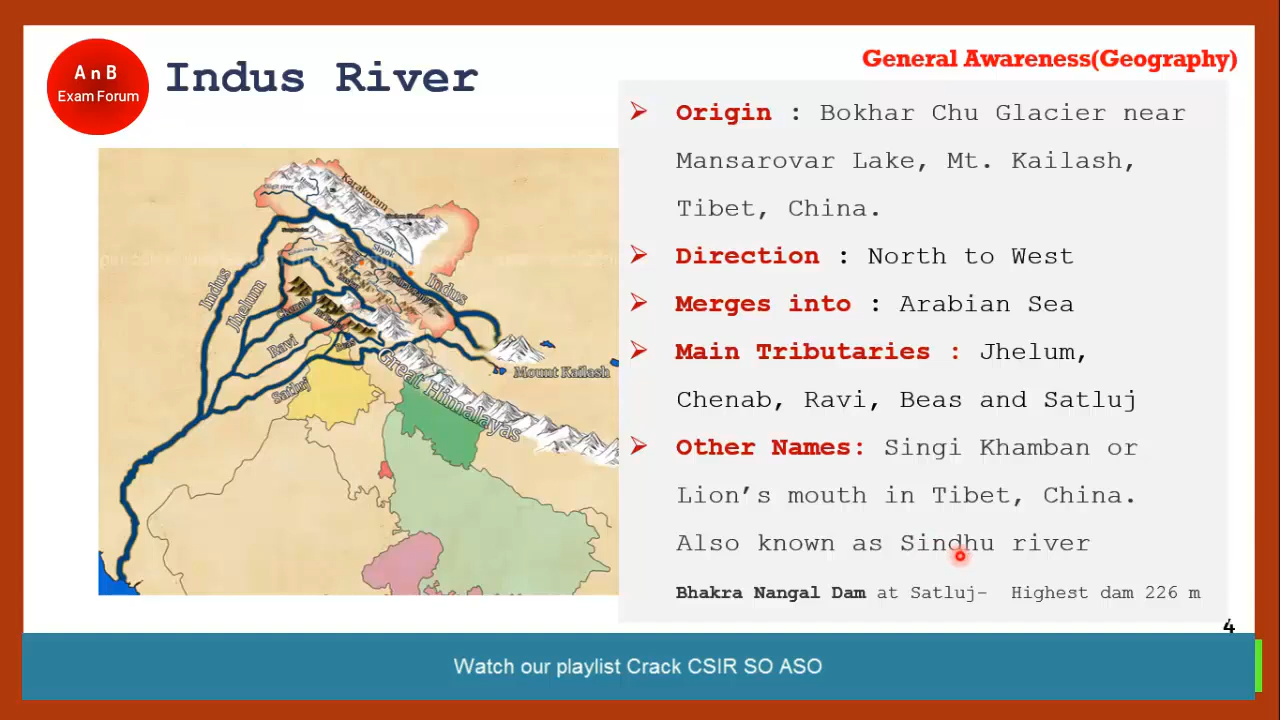 A n B
Exam Forum
Indus River
General Awareness(Geography)
➢ Origin : Bokhar Chu Glacier near
Mansarovar Lake, Mt. Kailash,
Tibet, China.
➢ Direction : North to West
➢ Merges into : Arabian Sea
➢ Main Tributaries : Jhelum,
Chenab, Ravi, Beas and Satluj
➢ Other Names: Singi Khamban or
Lion’s mouth in Tibet, China.
Also known as Sindhu river
Bhakra Nangal Dam at Satluj- Highest dam 226 m
Karakoram
Shyok
Indus
Indus
Jhelum
Chenab
Ravi
Beas
Satluj
Great Himalayas
Mount Kailash
4
Watch our playlist Crack CSIR SO ASO